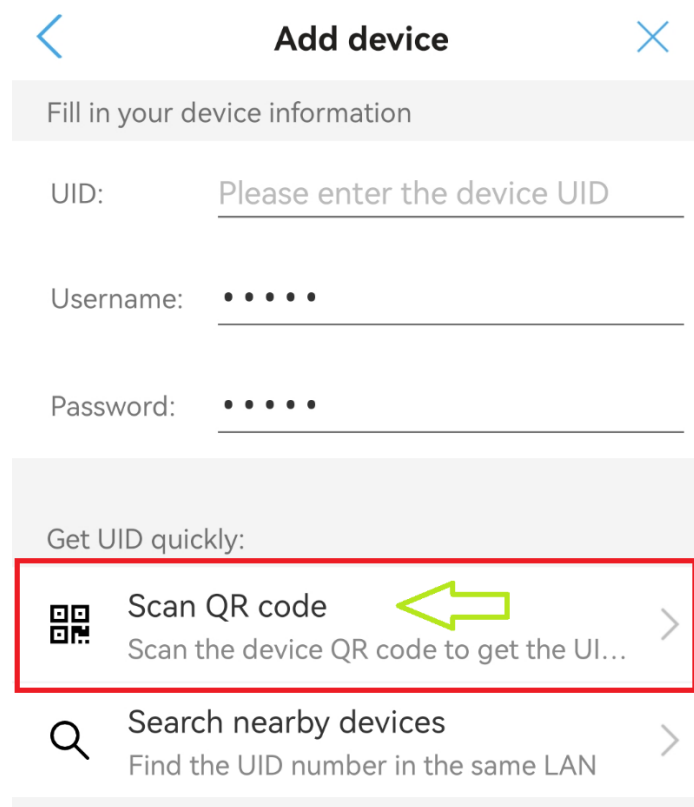 Add device
Fill in your device information
UID: Please enter the device UID
Username: •••••
Password: •••••
Get UID quickly:
Scan QR code
Scan the device QR code to get the UI...
Search nearby devices
Find the UID number in the same LAN